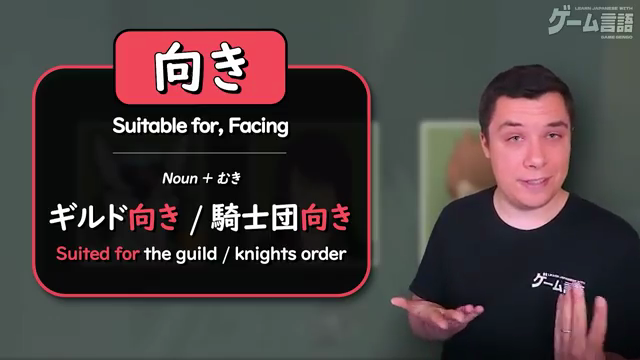 向き
Suitable for, Facing
Noun + むき
ギルド向き / 騎士団向き
Suited for the guild / knights order
LEARN JAPANESE WITH
ゲーム言語
GAME GENGO
ゲーム言